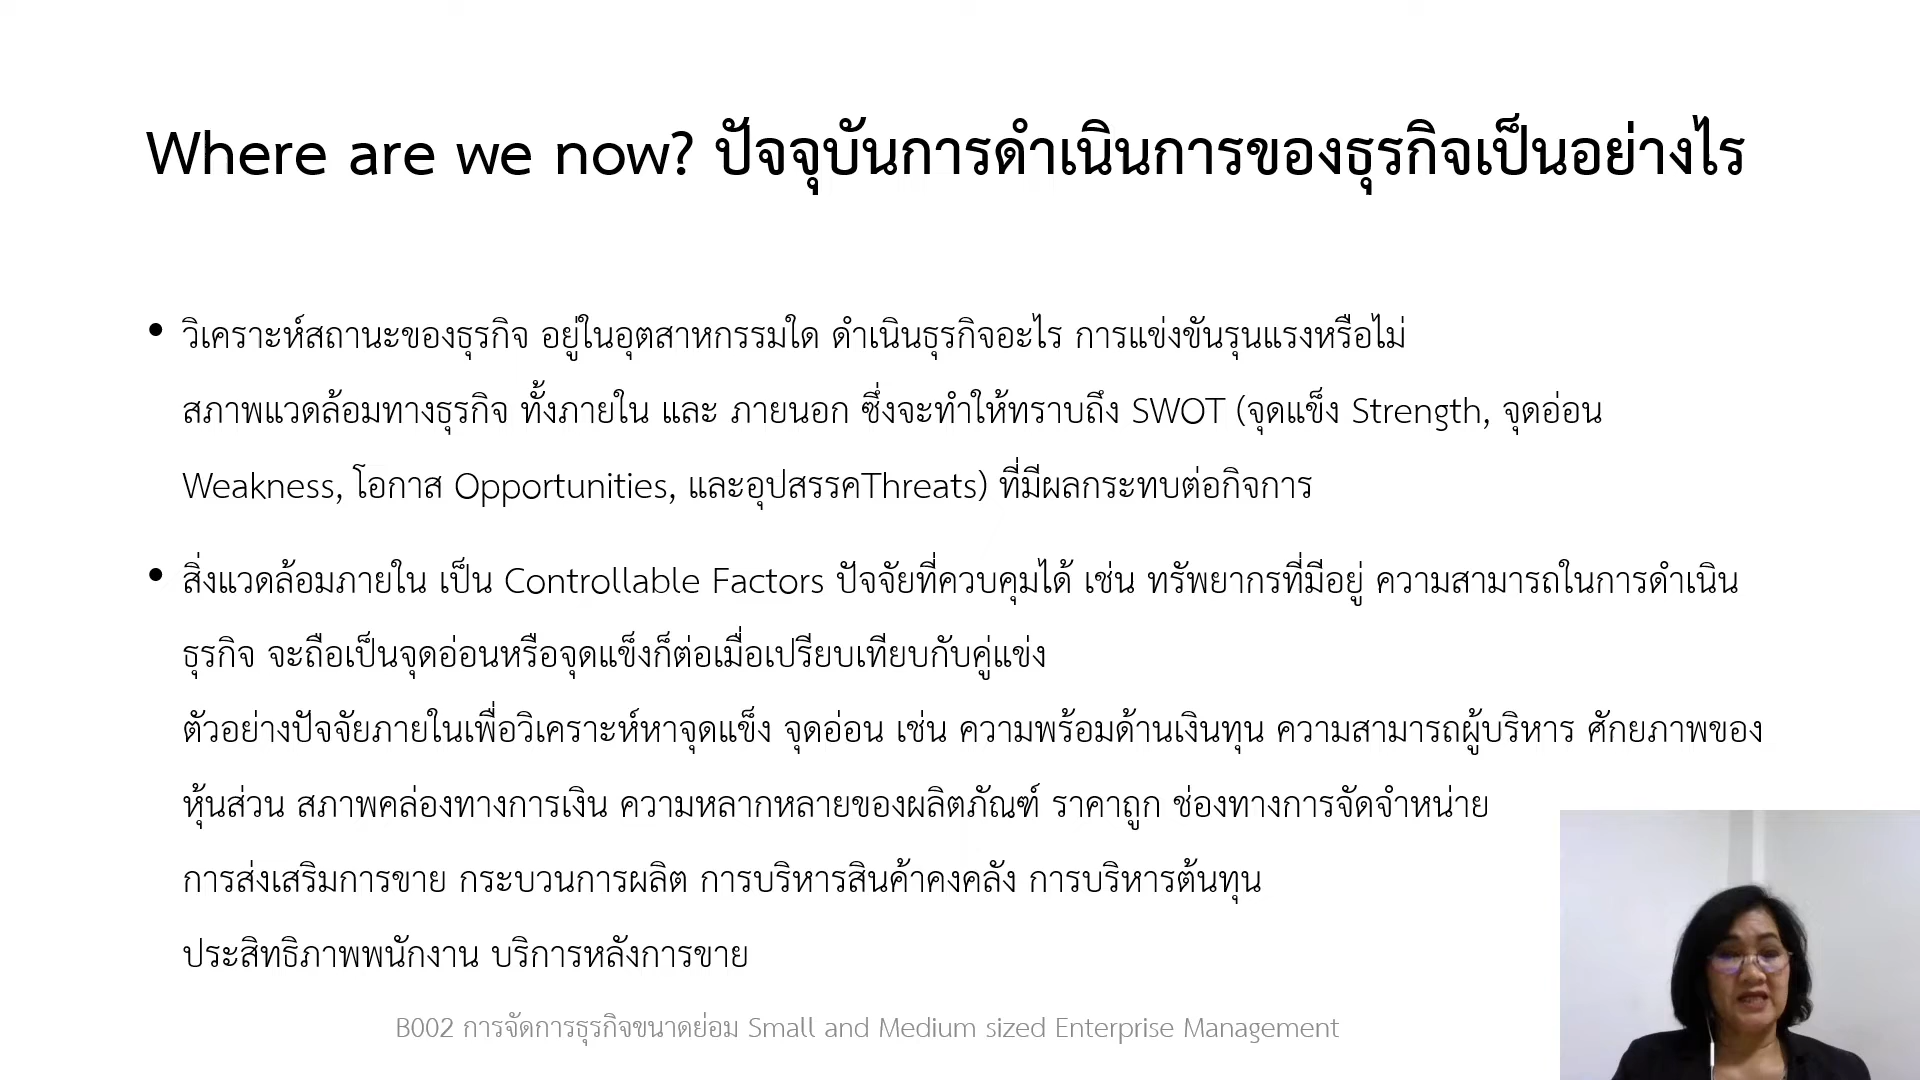 Where are we now? ปัจจุบันการดำเนินการของธุรกิจเป็นอย่างไร
• วิเคราะห์สถานะของธุรกิจ อยู่ในอุตสาหกรรมใด ดำเนินธุรกิจอะไร การแข่งขันรุนแรงหรือไม่
สภาพแวดล้อมทางธุรกิจ ทั้งภายใน และ ภายนอก ซึ่งจะทำให้ทราบถึง SWOT (จุดแข็ง Strength, จุดอ่อน
Weakness, โอกาส Opportunities, และอุปสรรคThreats) ที่มีผลกระทบต่อกิจการ
• สิ่งแวดล้อมภายใน เป็น Controllable Factors ปัจจัยที่ควบคุมได้ เช่น ทรัพยากรที่มีอยู่ ความสามารถในการดำเนิน
ธุรกิจ จะถือเป็นจุดอ่อนหรือจุดแข็งก็ต่อเมื่อเปรียบเทียบกับคู่แข่ง
ตัวอย่างปัจจัยภายในเพื่อวิเคราะห์หาจุดแข็ง จุดอ่อน เช่น ความพร้อมด้านเงินทุน ความสามารถผู้บริหาร ศักยภาพของ
หุ้นส่วน สภาพคล่องทางการเงิน ความหลากหลายของผลิตภัณฑ์ ราคาถูก ช่องทางการจัดจำหน่าย
การส่งเสริมการขาย กระบวนการผลิต การบริหารสินค้าคงคลัง การบริหารต้นทุน
ประสิทธิภาพพนักงาน บริการหลังการขาย
B002 การจัดการธุรกิจขนาดย่อม Small and Medium sized Enterprise Management